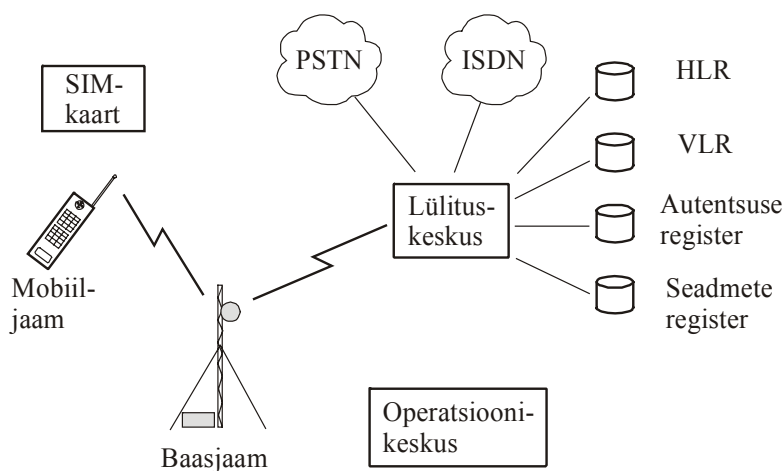 PSTN
ISDN
HLR
SIM-
kaart
VLR
Lülitus-
keskus
Autentsuse
register
Mobiil-
jaam
Seadmete
register
Operatsiooni-
keskus
Baasjaam